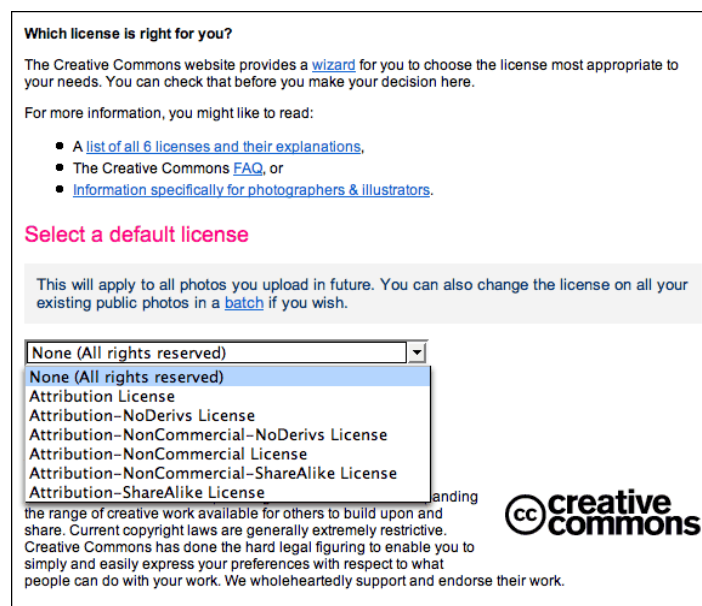 Which license is right for you?
The Creative Commons website provides a wizard for you to choose the license most appropriate to
your needs. You can check that before you make your decision here.
For more information, you might like to read:
A list of all 6 licenses and their explanations,
The Creative Commons FAQ, or
Information specifically for photographers & illustrators.
Select a default license
This will apply to all photos you upload in future. You can also change the license on all your
existing public photos in a batch if you wish.
None (All rights reserved)
None (All rights reserved)
Attribution License
Attribution-NoDerivs License
Attribution-NonCommercial-NoDerivs License
Attribution-NonCommercial License
Attribution-NonCommercial-ShareAlike License
Attribution-ShareAlike License
anding
the range of creative work available for others to build upon and
share. Current copyright laws are generally extremely restrictive.
Creative Commons has done the hard legal figuring to enable you to
simply and easily express your preferences with respect to what
people can do with your work. We wholeheartedly support and endorse their work.
cc creative
commons